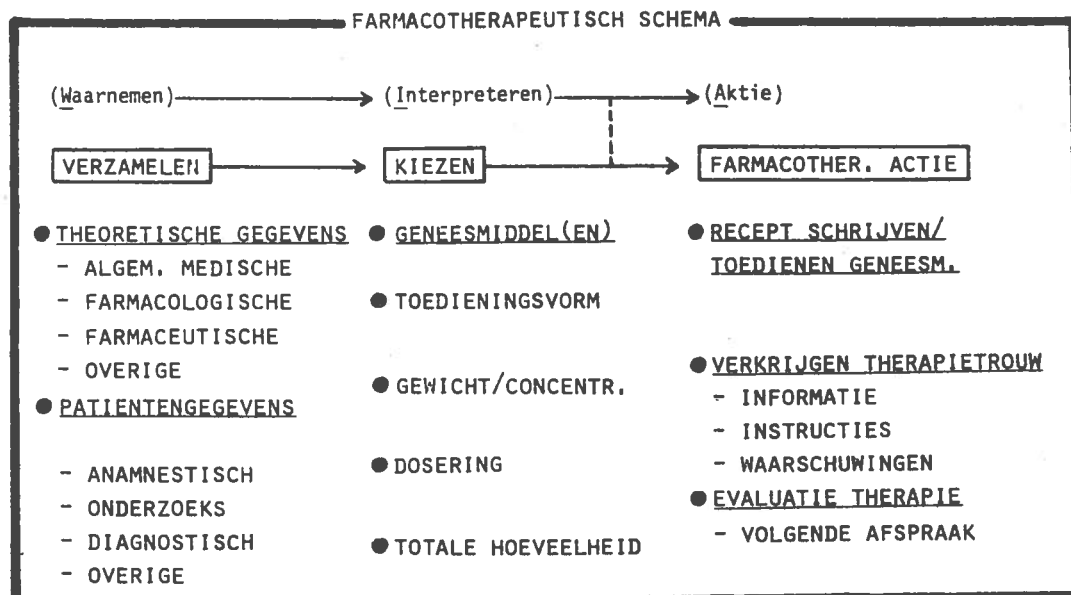 FARMACOTHERAPEUTISCH SCHEMA
(Waarnemen) (Interpreteren) (Aktie)
VERZAMELEN KIEZEN FARMACOTHER. ACTIE
● THEORETISCHE GEGEVENS
- ALGEM. MEDISCHE
- FARMACOLOGISCHE
- FARMACEUTISCHE
- OVERIGE
● PATIENTENGEGEVENS
- ANAMNESTISCH
- ONDERZOEKS
- DIAGNOSTISCH
- OVERIGE
● GENEESMIDDEL(EN)
● TOEDIENINGSVORM
● GEWICHT/CONCENTR.
● DOSERING
● TOTALE HOEVEELHEID
● RECEPT SCHRIJVEN/
TOEDIENEN GENEESM.
● VERKRIJGEN THERAPIETROUW
- INFORMATIE
- INSTRUCTIES
- WAARSCHUWINGEN
● EVALUATIE THERAPIE
- VOLGENDE AFSPRAAK